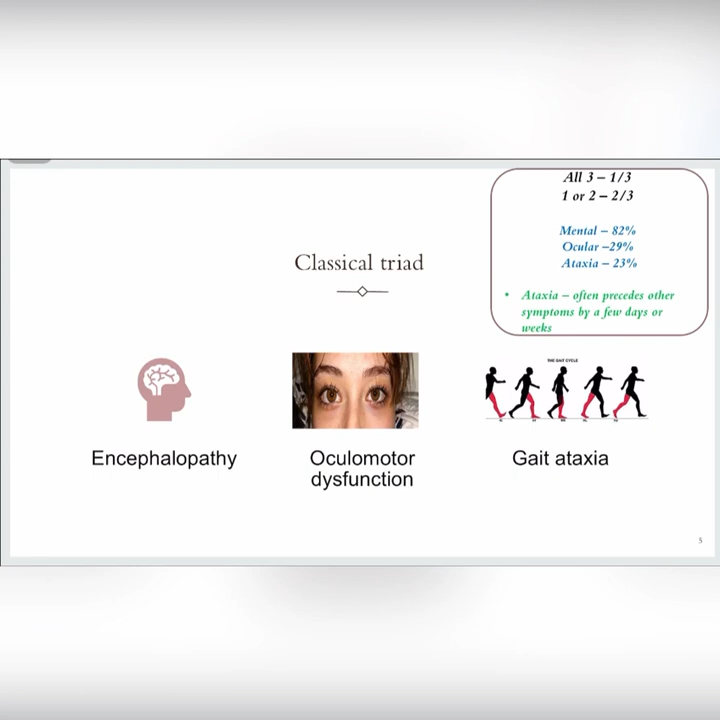 All 3 – 1/3
1 or 2 – 2/3
Mental – 82%
Ocular –29%
Ataxia – 23%
• Ataxia – often precedes other
symptoms by a few days or
weeks
Classical triad
THE GAIT CYCLE
Encephalopathy
Oculomotor
dysfunction
Gait ataxia
5